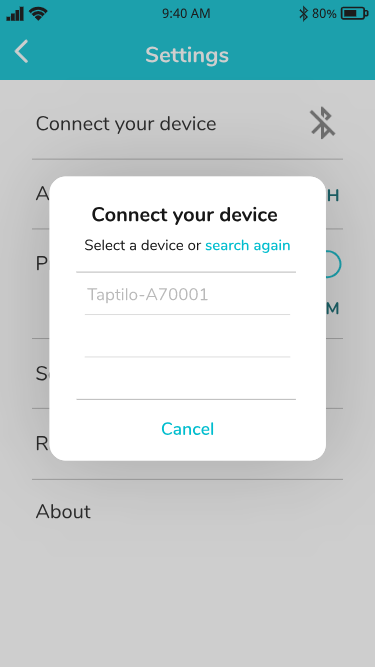 9:40 AM 80%
Settings
Connect your device
A H
Connect your device
Select a device or search again
P
Taptilo-A70001
M
S
Cancel
R
About